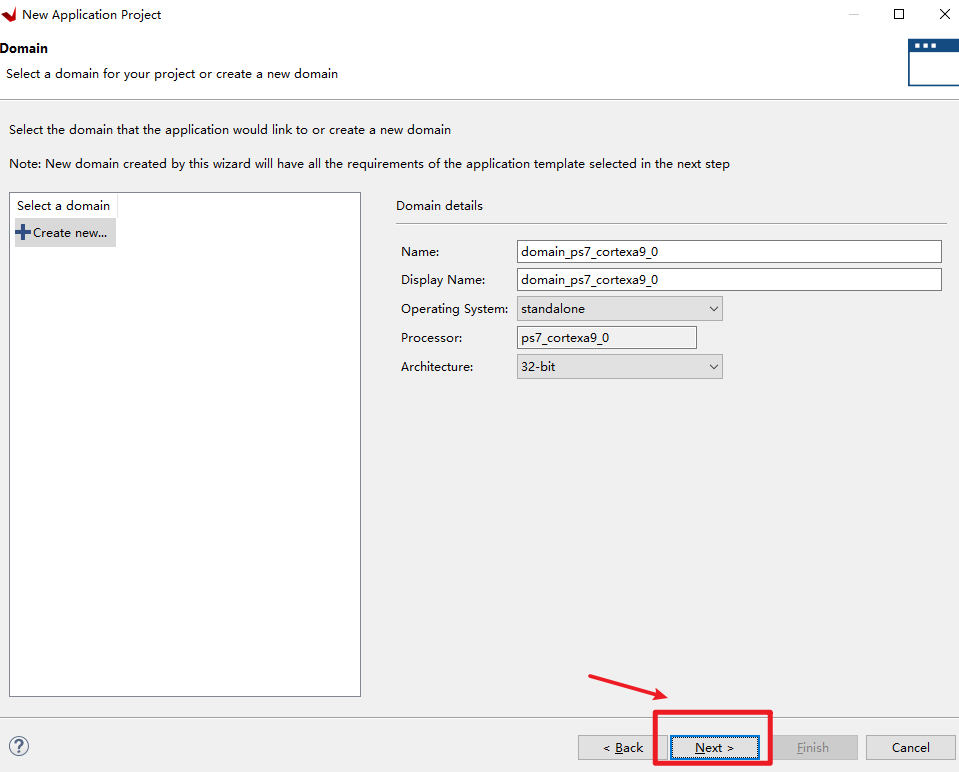 New Application Project
Domain
Select a domain for your project or create a new domain
Select the domain that the application would link to or create a new domain
Note: New domain created by this wizard will have all the requirements of the application template selected in the next step
Select a domain
Create new...
Domain details
Name: domain_ps7_cortexa9_0
Display Name: domain_ps7_cortexa9_0
Operating System: standalone
Processor: ps7_cortexa9_0
Architecture: 32-bit
? < Back Next > Finish Cancel